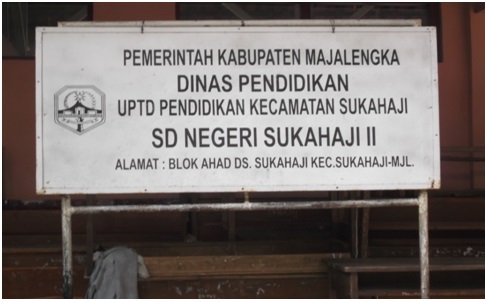 PEMERINTAH KABUPATEN MAJALENGKA
DINAS PENDIDIKAN
UPTD PENDIDIKAN KECAMATAN SUKAHAJI
SD NEGERI SUKAHAJI II
ALAMAT : BLOK AHAD DS. SUKAHAJI KEC.SUKAHAJI-MJL.